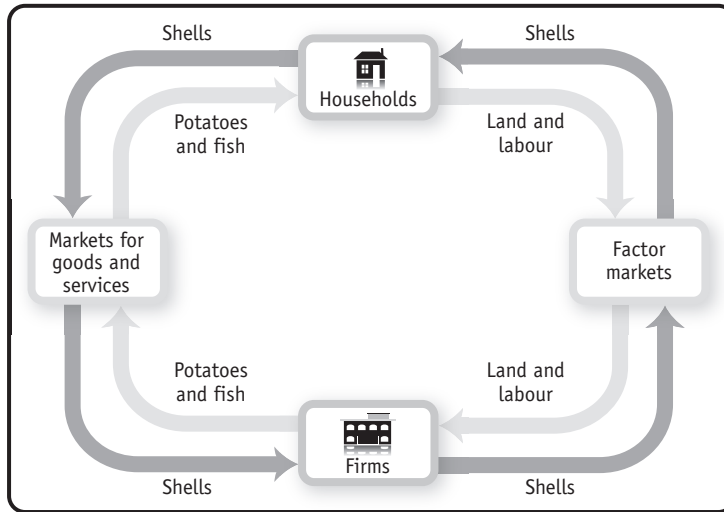 Shells
Shells
Households
Potatoes
and fish
Land and
labour
Markets for
goods and
services
Factor
markets
Potatoes
and fish
Land and
labour
Firms
Shells
Shells